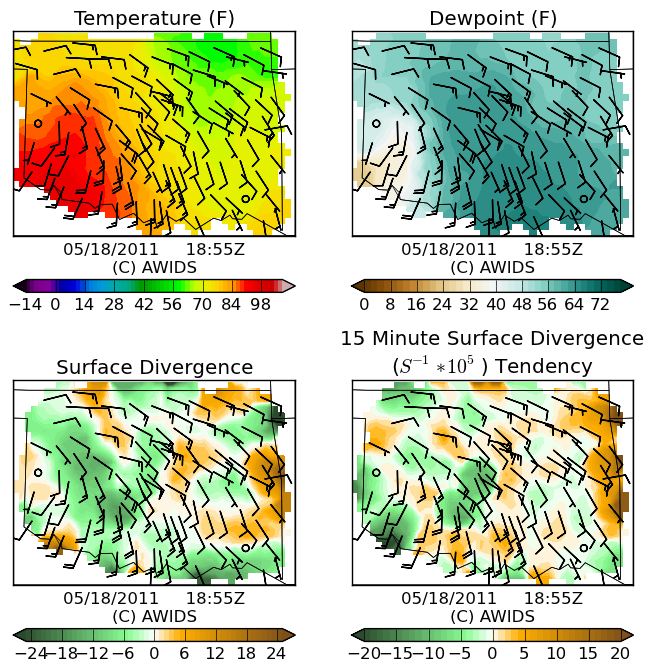 Temperature (F)
Dewpoint (F)
05/18/2011 18:55Z
(C) AWIDS
05/18/2011 18:55Z
(C) AWIDS
−14 0 14 28 42 56 70 84 98
0 8 16 24 32 40 48 56 64 72
Surface Divergence
15 Minute Surface Divergence
(S⁻¹ *10⁵ ) Tendency
05/18/2011 18:55Z
(C) AWIDS
05/18/2011 18:55Z
(C) AWIDS
−24 −18 −12 −6 0 6 12 18 24
−20 −15 −10 −5 0 5 10 15 20